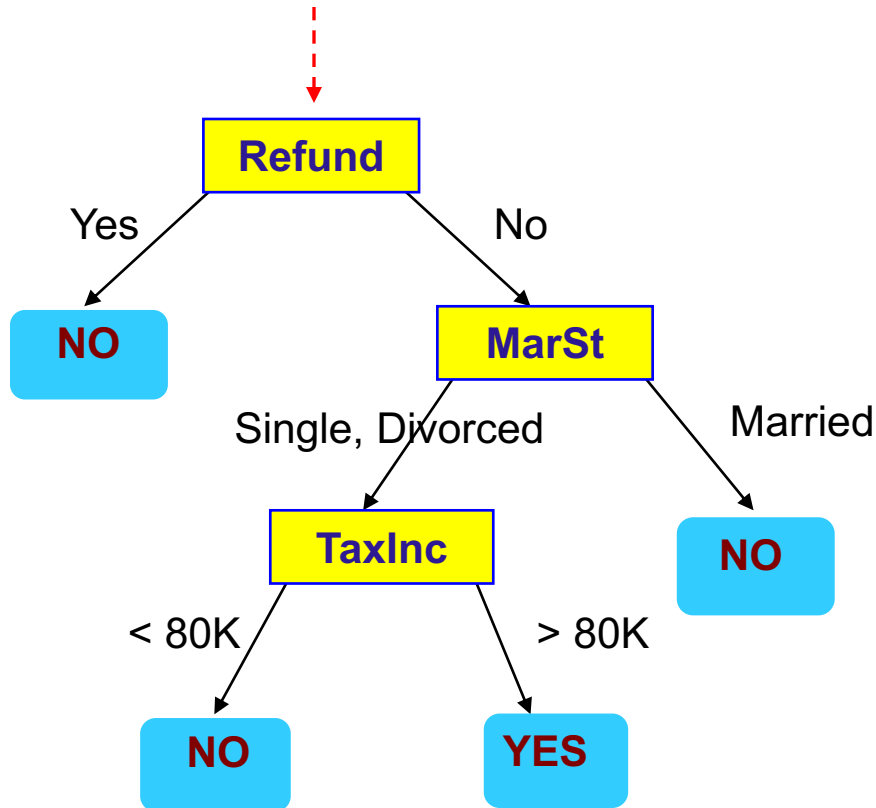 Refund
Yes
No
NO
MarSt
Single, Divorced
Married
TaxInc
NO
< 80K
> 80K
NO
YES